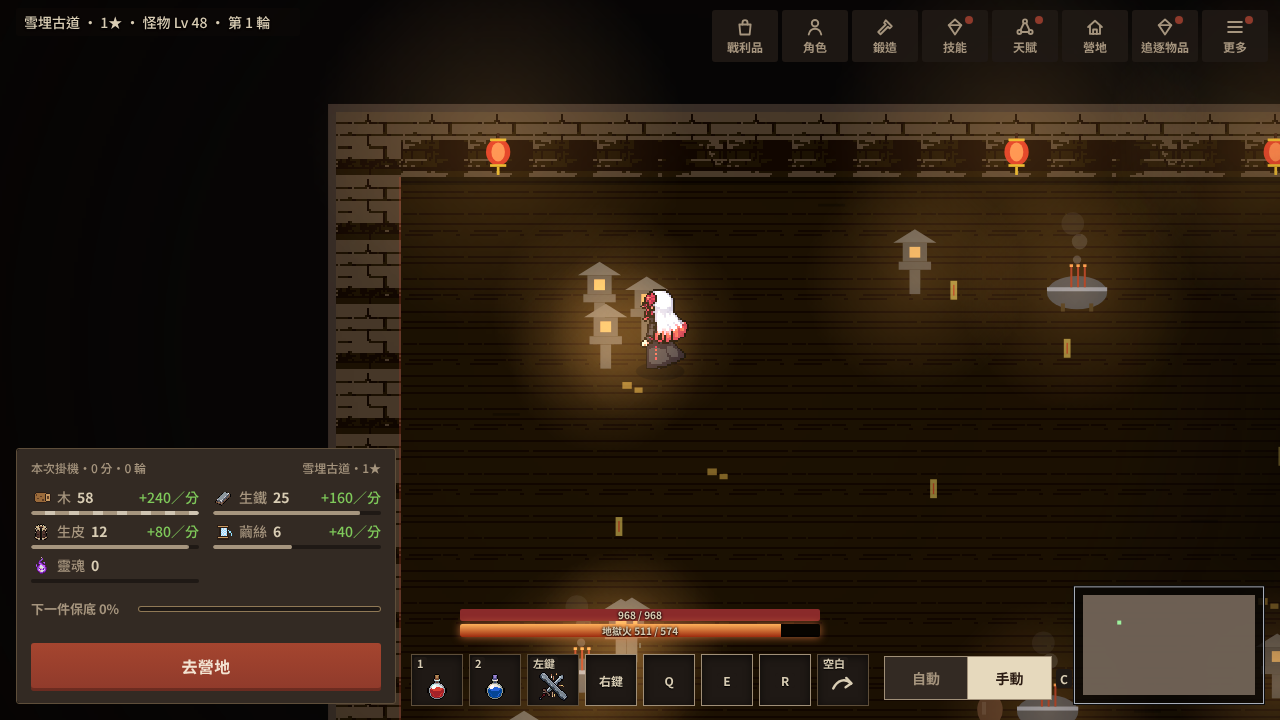 雪埋古道 · 1★ · 怪物 Lv 48 · 第 1 輪
戰利品
角色
鍛造
技能
天賦
營地
追逐物品
更多
本次掛機・0 分・0 輪
雪埋古道・1★
木 58 +240／分
生鐵 25 +160／分
生皮 12 +80／分
繭絲 6 +40／分
靈魂 0
下一件保底 0%
去營地
968 / 968
地獄火 511 / 574
1
2
左鍵
右鍵
Q
E
R
空白
自動
手動
C